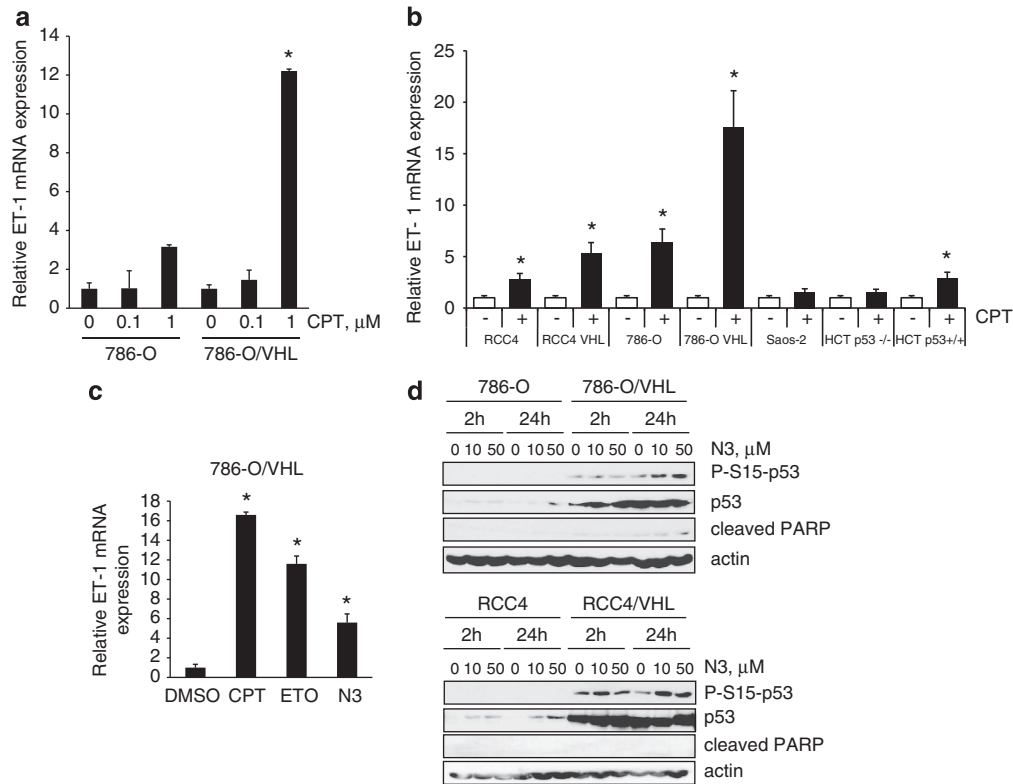 a
Relative ET-1 mRNA expression
14
12
10
8
6
4
2
0
0 0.1 1 0 0.1 1 CPT, μM
786-O 786-O/VHL
b
Relative ET- 1 mRNA expression
25
20
15
10
5
0
* * * * * *
- + - + - + - + - + - + - + CPT
RCC4 RCC4 VHL 786-O 786-O VHL Saos-2 HCT p53 -/- HCT p53+/+
c
786-O/VHL
Relative ET-1 mRNA
expression
18
16
14
12
10
8
6
4
2
0
* * *
DMSO CPT ETO N3
d
786-O 786-O/VHL
2h 24h 2h 24h
0 10 50 0 10 50 0 10 50 0 10 50 N3, μM
P-S15-p53
p53
cleaved PARP
actin
RCC4 RCC4/VHL
2h 24h 2h 24h
0 10 50 0 10 50 0 10 50 0 10 50 N3, μM
P-S15-p53
p53
cleaved PARP
actin